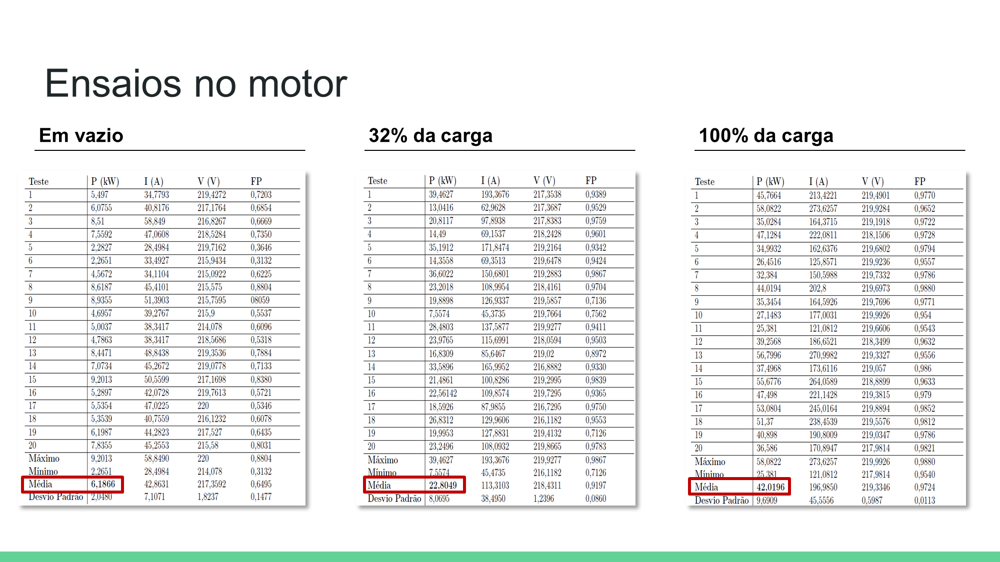 Ensaios no motor
Em vazio
Teste P (kW) I (A) V (V) FP
1 5,497 34,7793 219,4272 0,7203
2 6,0755 40,8176 217,1764 0,6854
3 8,51 58,849 216,8267 0,6669
4 7,5592 47,0608 218,5284 0,7350
5 2,2827 28,4984 219,7162 0,3646
6 2,2651 33,4927 215,9434 0,3132
7 4,5672 34,1104 215,0922 0,6225
8 8,6187 45,4101 215,575 0,8804
9 8,9355 51,3903 215,7595 08059
10 4,6957 39,2767 215,9 0,5537
11 5,0037 38,3417 214,078 0,6096
12 4,7863 38,3417 218,5686 0,5318
13 8,4471 48,8438 219,3536 0,7884
14 7,0734 45,2672 219,0778 0,7133
15 9,2013 50,5599 217,1698 0,8380
16 5,2897 42,0728 219,7613 0,5721
17 5,5354 47,0225 220 0,5346
18 5,3539 40,7559 216,1232 0,6078
19 6,1987 44,2823 217,527 0,6435
20 7,8355 45,2553 215,58 0,8031
Máximo 9,2013 58,8490 220 0,8804
Mínimo 2,2651 28,4984 214,078 0,3132
Média 6,1866 42,8631 217,3592 0,6495
Desvio Padrão 2,0480 7,1071 1,8237 0,1477
32% da carga
Teste P (kW) I (A) V (V) FP
1 39,4627 193,3676 217,3538 0,9389
2 13,0416 62,9628 217,3687 0,9529
3 20,8117 97,8938 217,8383 0,9759
4 14,49 69,1537 218,2428 0,9601
5 35,1912 171,8474 219,2164 0,9342
6 14,3558 69,3513 219,6478 0,9424
7 36,6022 150,6801 219,2883 0,9867
8 23,2018 108,9954 218,4161 0,9704
9 19,8898 126,9337 219,5857 0,7136
10 7,5574 45,3735 219,7664 0,7562
11 28,4803 137,5877 219,9277 0,9411
12 23,9765 115,6991 218,0594 0,9503
13 16,8309 85,6467 219,02 0,8972
14 33,5896 165,9952 216,8882 0,9330
15 21,4861 100,8286 219,2995 0,9839
16 22,56142 109,8574 219,7295 0,9365
17 18,5926 87,9855 216,7295 0,9750
18 26,8312 129,9606 216,1182 0,9553
19 19,9953 127,8831 219,4132 0,7126
20 23,2496 108,0932 219,8665 0,9783
Máximo 39,4627 193,3676 219,9277 0,9867
Mínimo 7,5574 45,4735 216,1182 0,7126
Média 22,8049 113,3103 218,4311 0,9197
Desvio Padrão 8,0695 38,4950 1,2396 0,0860
100% da carga
Teste P (kW) I (A) V (V) FP
1 45,7664 213,4221 219,4901 0,9770
2 58,0822 273,6257 219,9284 0,9652
3 35,0284 164,3715 219,1918 0,9722
4 47,1284 222,0811 218,1506 0,9728
5 34,9932 162,6376 219,6802 0,9794
6 26,4516 125,8571 219,9236 0,9557
7 32,384 150,5988 219,7332 0,9786
8 44,0194 202,8 219,6973 0,9880
9 35,3454 164,5926 219,7696 0,9771
10 27,1483 177,0031 219,9926 0,954
11 25,381 121,0812 219,6606 0,9543
12 39,2568 186,6521 218,3499 0,9632
13 56,7996 270,9982 219,3327 0,9556
14 37,4968 173,6116 219,057 0,986
15 55,6776 264,0589 218,8899 0,9633
16 47,498 221,1428 219,3815 0,979
17 53,0804 245,0164 219,8894 0,9852
18 51,37 238,4539 219,5576 0,9812
19 40,898 190,8009 219,0347 0,9786
20 36,586 170,8947 217,9814 0,9821
Máximo 58,0822 273,6257 219,9926 0,9880
Mínimo 25,381 121,0812 217,9814 0,9540
Média 42,0196 196,9850 219,3346 0,9724
Desvio Padrão 9,6909 45,5556 0,5987 0,0113